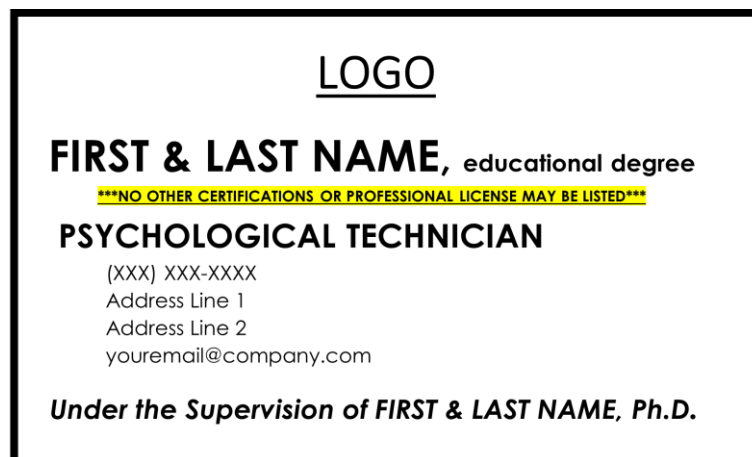 LOGO
FIRST & LAST NAME, educational degree
***NO OTHER CERTIFICATIONS OR PROFESSIONAL LICENSE MAY BE LISTED***
PSYCHOLOGICAL TECHNICIAN
(XXX) XXX-XXXX
Address Line 1
Address Line 2
youremail@company.com
Under the Supervision of FIRST & LAST NAME, Ph.D.